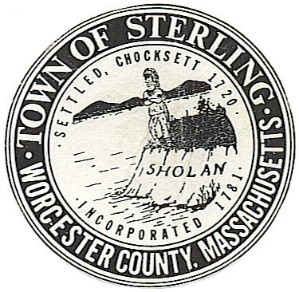 · TOWN OF STERLING ·
WORCESTER COUNTY, MASSACHUSETTS
· SETTLED, CHOCKSETT 1720 ·
SHOLAN
INCORPORATED 1781